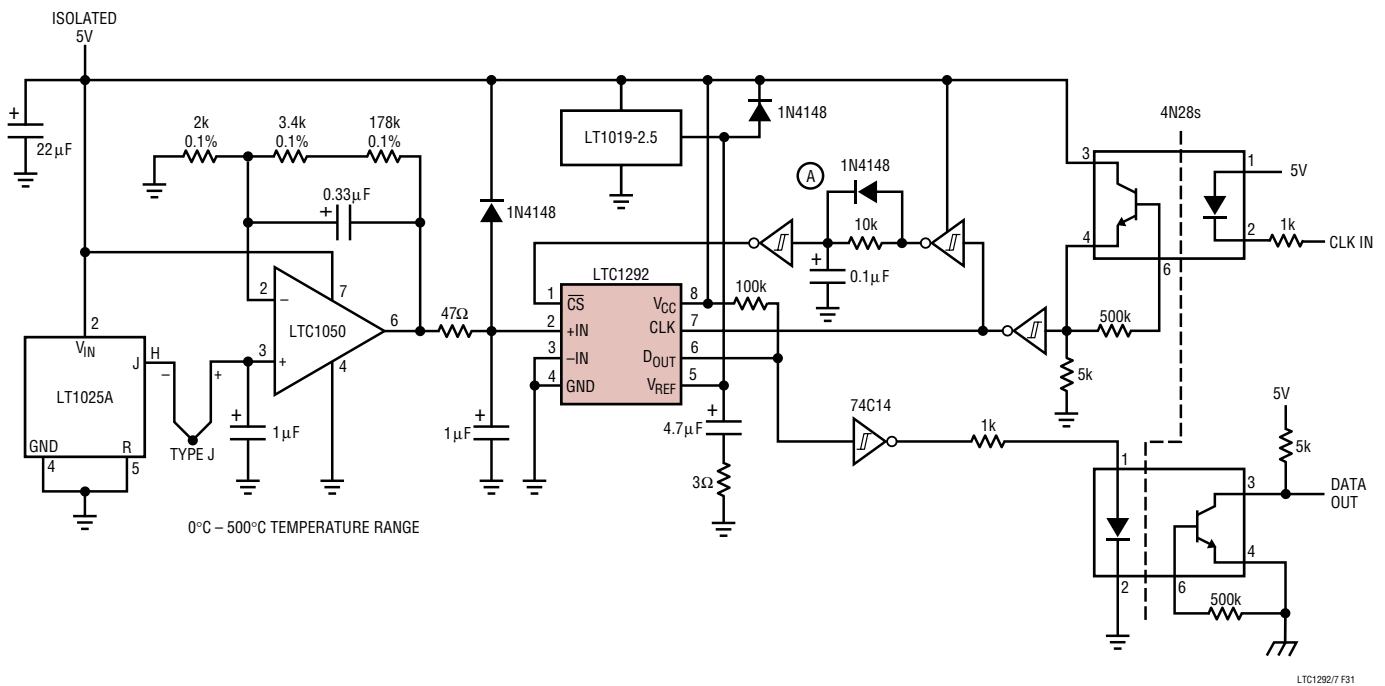 ISOLATED
5V
+
22µF
2k
0.1%
3.4k
0.1%
178k
0.1%
0.33µF
+
1N4148
LT1019-2.5
1N4148
A
1N4148
10k
+
0.1µF
4N28s
3
1
5V
4
2
1k
CLK IN
6
2
–
7
LTC1050
6
3
+
4
47Ω
LTC1292
1
CS
2
+IN
3
–IN
4
GND
VCC
8
CLK
7
DOUT
6
VREF
5
100k
500k
5k
2
VIN
J
H
–
+
LT1025A
GND
4
R
5
TYPE J
+
1µF
+
1µF
+
4.7µF
3Ω
74C14
1k
5V
5k
1
3
DATA
OUT
4
2
6
500k
0°C – 500°C TEMPERATURE RANGE
LTC1292/7 F31